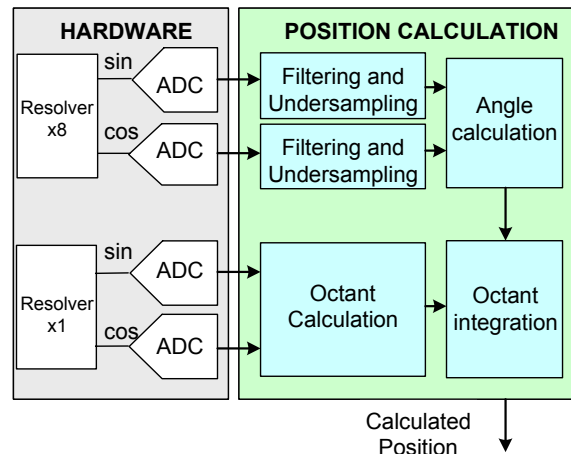 HARDWARE
POSITION CALCULATION
sin
ADC
Resolver
x8
cos
ADC
Filtering and
Undersampling
Filtering and
Undersampling
Angle
calculation
sin
ADC
Resolver
x1
cos
ADC
Octant
Calculation
Octant
integration
Calculated
Position